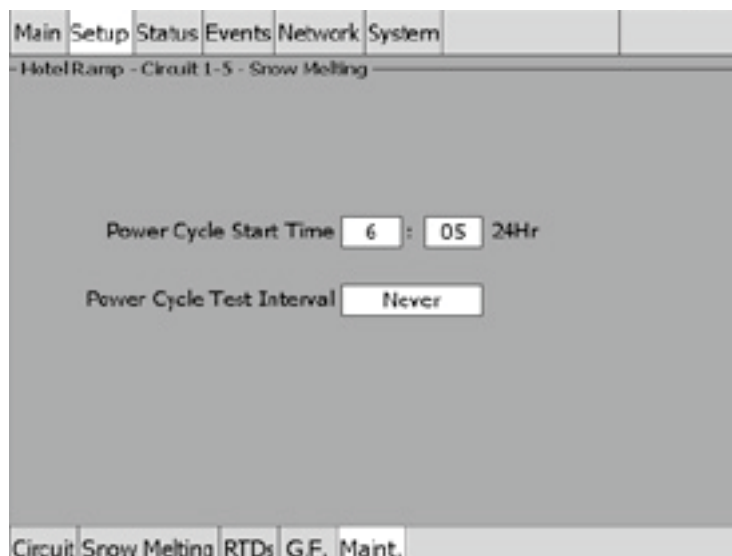 Main Setup Status Events Network System
Hotel Ramp - Circuit 1-5 - Snow Melting
Power Cycle Start Time 6 : 05 24Hr
Power Cycle Test Interval Never
Circuit Snow Melting RTDs G.F. Maint.